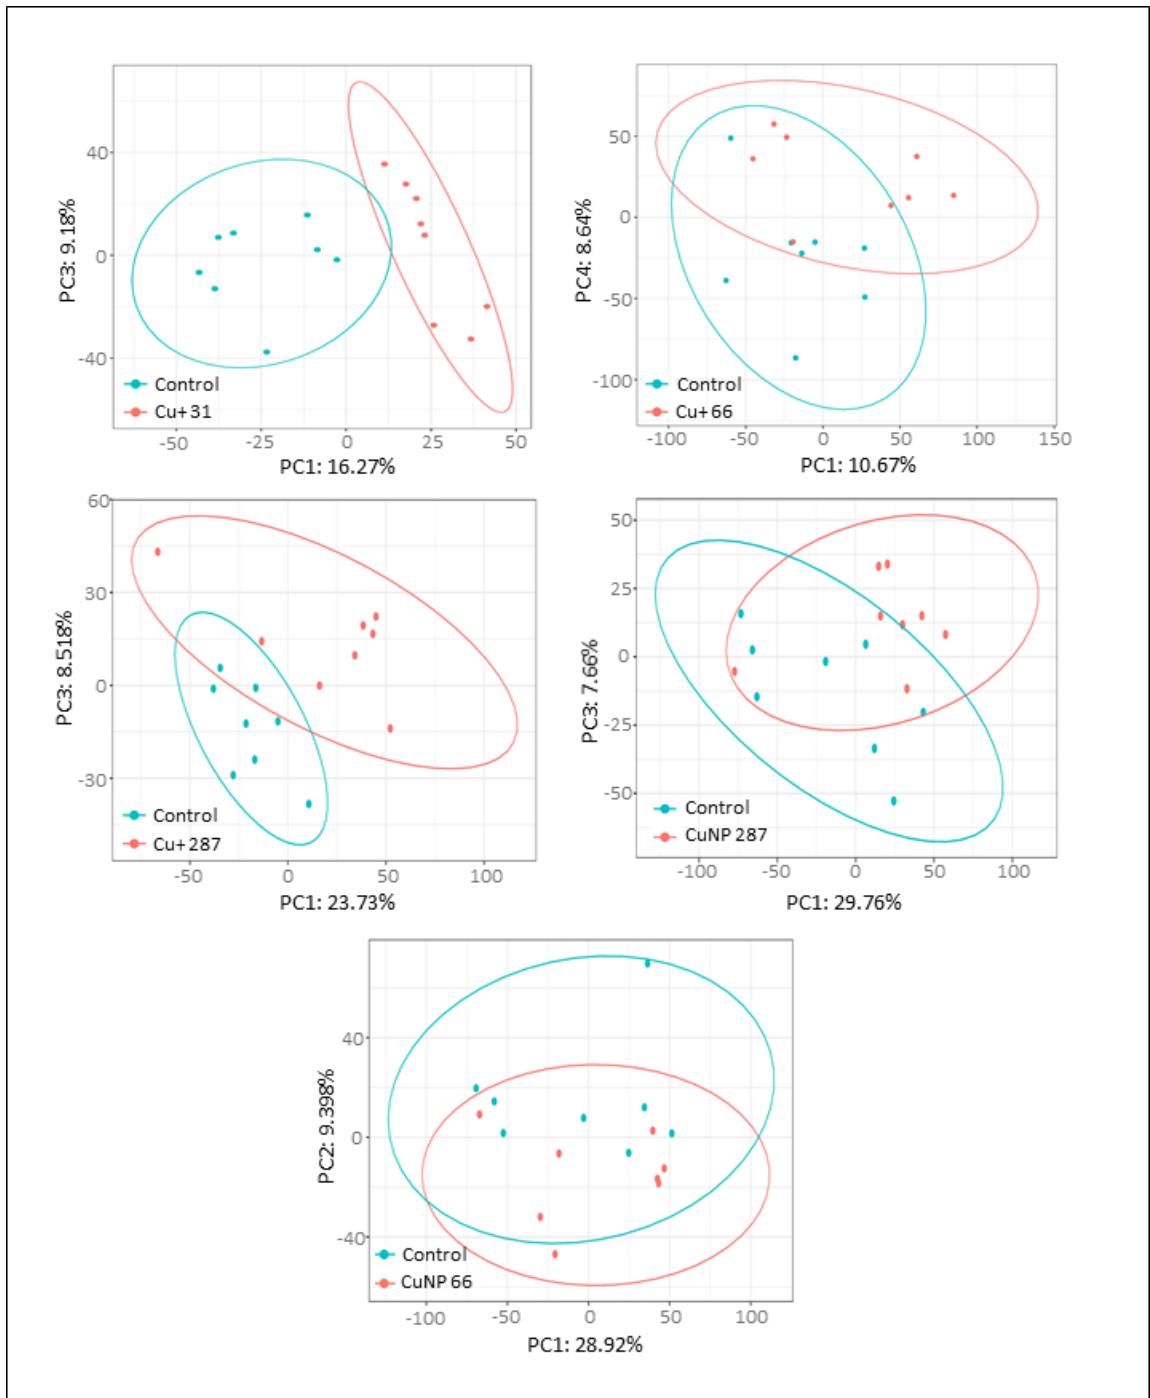 40
0
-40
PC3: 9.18%
Control
Cu+ 31
-50
-25
0
25
50
PC1: 16.27%
50
0
-50
-100
PC4: 8.64%
Control
Cu+ 66
-100
-50
0
50
100
150
PC1: 10.67%
60
30
0
-30
PC3: 8.518%
Control
Cu+ 287
-50
0
50
100
PC1: 23.73%
50
25
0
-25
-50
PC3: 7.66%
Control
CuNP 287
-100
-50
0
50
100
PC1: 29.76%
40
0
-40
PC2: 9.398%
Control
CuNP 66
-100
-50
0
50
100
PC1: 28.92%